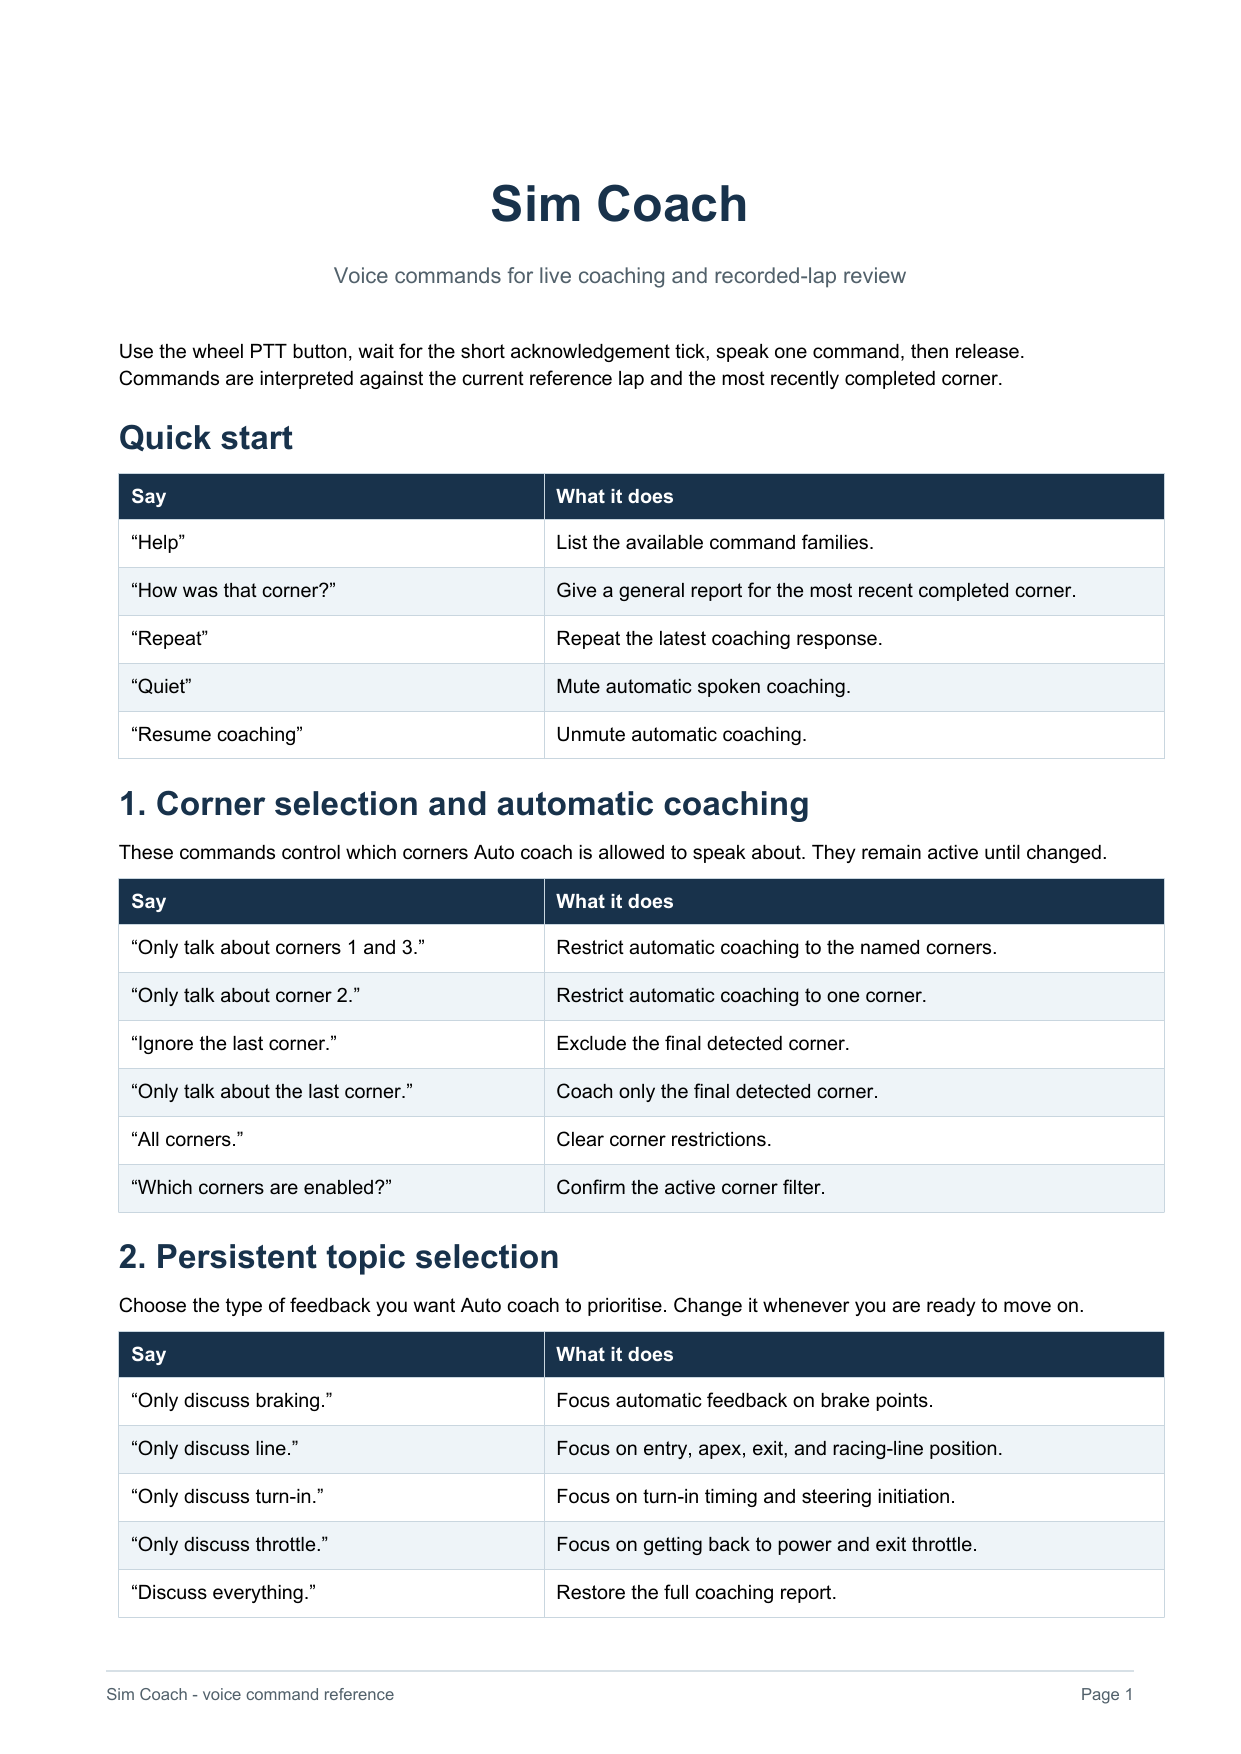 Sim Coach
Voice commands for live coaching and recorded-lap review
Use the wheel PTT button, wait for the short acknowledgement tick, speak one command, then release.
Commands are interpreted against the current reference lap and the most recently completed corner.
Quick start
Say What it does
“Help” List the available command families.
“How was that corner?” Give a general report for the most recent completed corner.
“Repeat” Repeat the latest coaching response.
“Quiet” Mute automatic spoken coaching.
“Resume coaching” Unmute automatic coaching.
1. Corner selection and automatic coaching
These commands control which corners Auto coach is allowed to speak about. They remain active until changed.
Say What it does
“Only talk about corners 1 and 3.” Restrict automatic coaching to the named corners.
“Only talk about corner 2.” Restrict automatic coaching to one corner.
“Ignore the last corner.” Exclude the final detected corner.
“Only talk about the last corner.” Coach only the final detected corner.
“All corners.” Clear corner restrictions.
“Which corners are enabled?” Confirm the active corner filter.
2. Persistent topic selection
Choose the type of feedback you want Auto coach to prioritise. Change it whenever you are ready to move on.
Say What it does
“Only discuss braking.” Focus automatic feedback on brake points.
“Only discuss line.” Focus on entry, apex, exit, and racing-line position.
“Only discuss turn-in.” Focus on turn-in timing and steering initiation.
“Only discuss throttle.” Focus on getting back to power and exit throttle.
“Discuss everything.” Restore the full coaching report.
Sim Coach - voice command reference Page 1